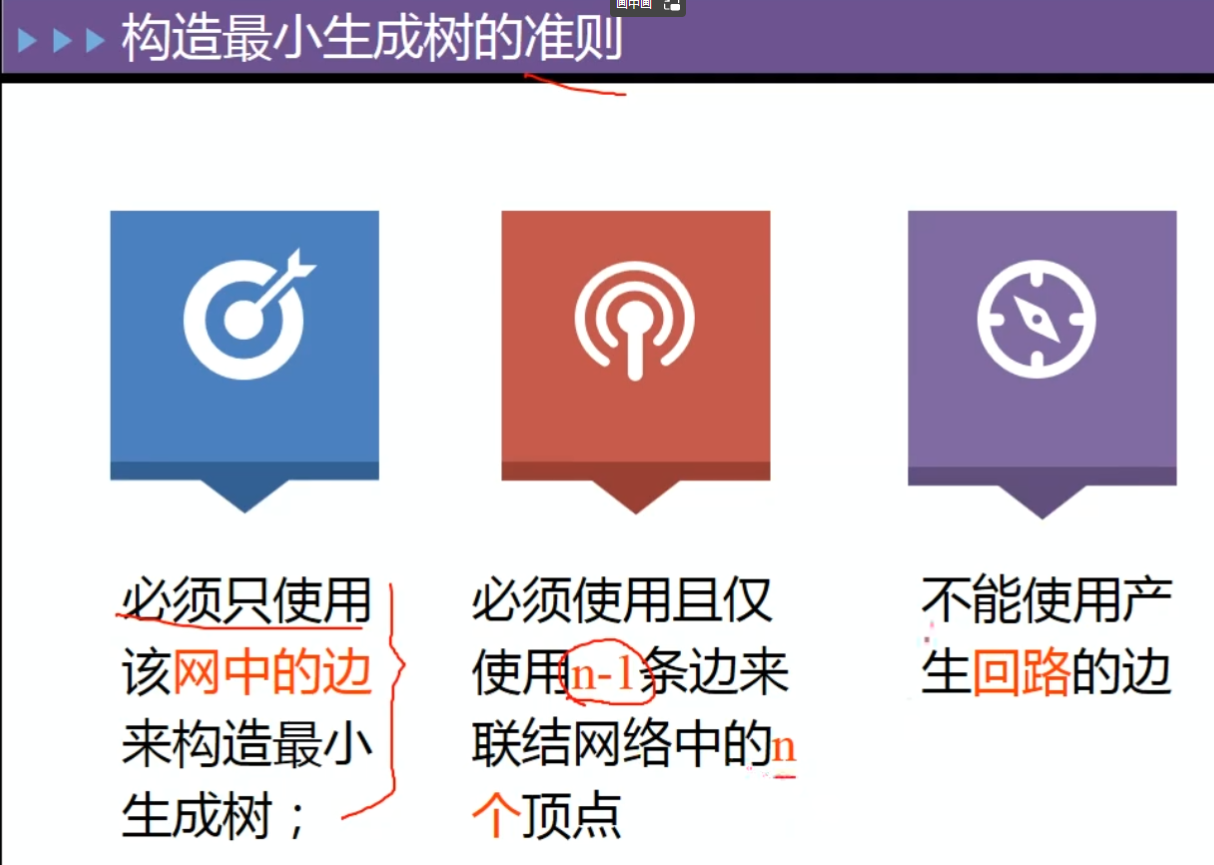 画中画
构造最小生成树的准则
必须只使用
该网中的边
来构造最小
生成树；
必须使用且仅
使用n-1条边来
联结网络中的n
个顶点
不能使用产
生回路的边